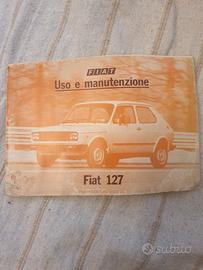 FIAT
Uso e manutenzione
Fiat 127
subito